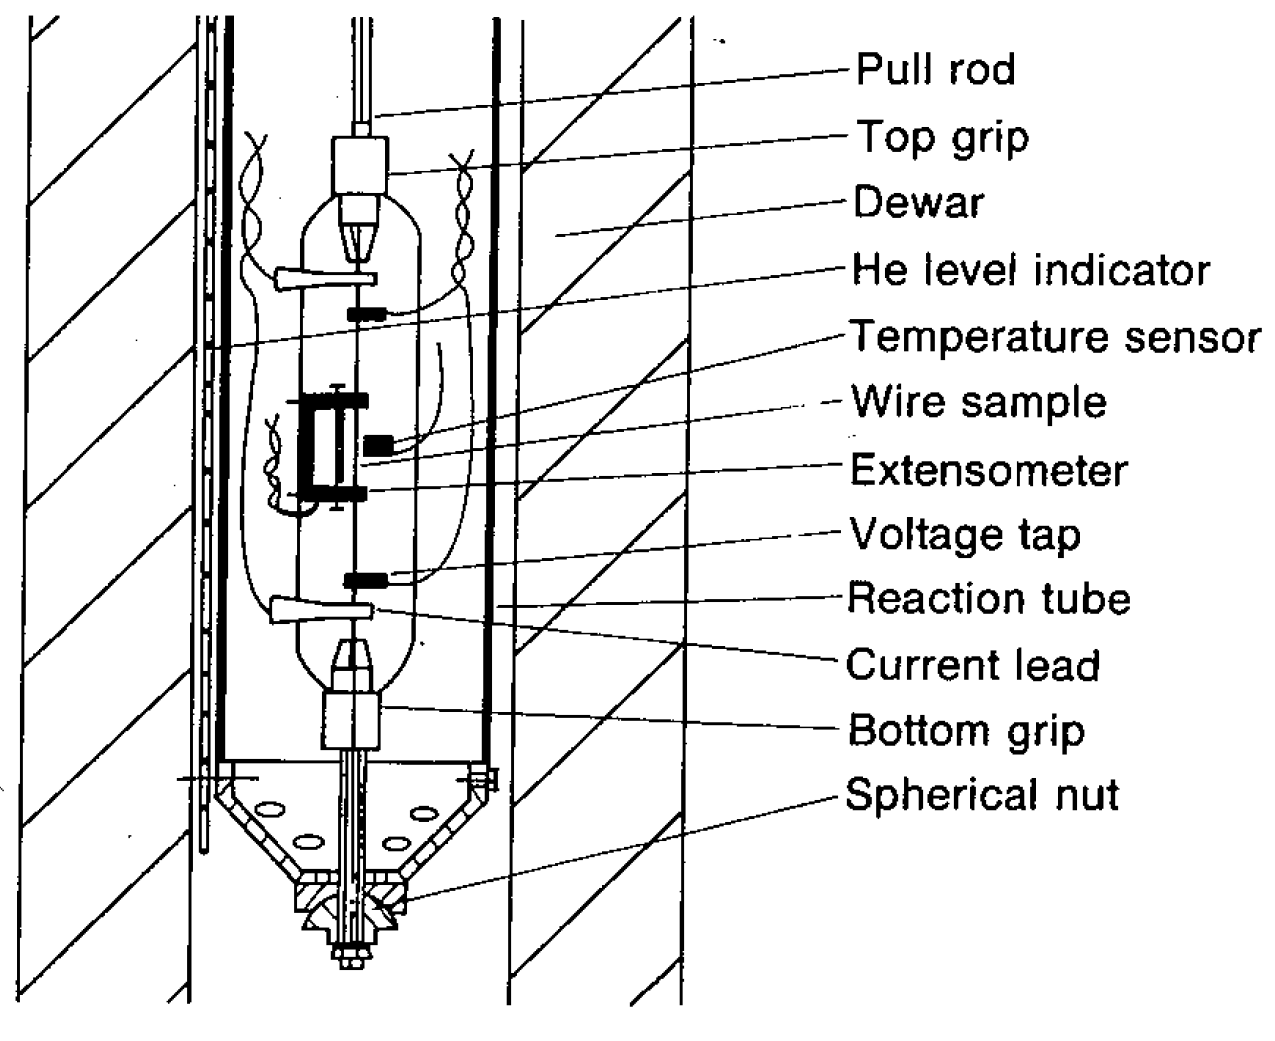 Pull rod
Top grip
Dewar
He level indicator
Temperature sensor
Wire sample
Extensometer
Voltage tap
Reaction tube
Current lead
Bottom grip
Spherical nut